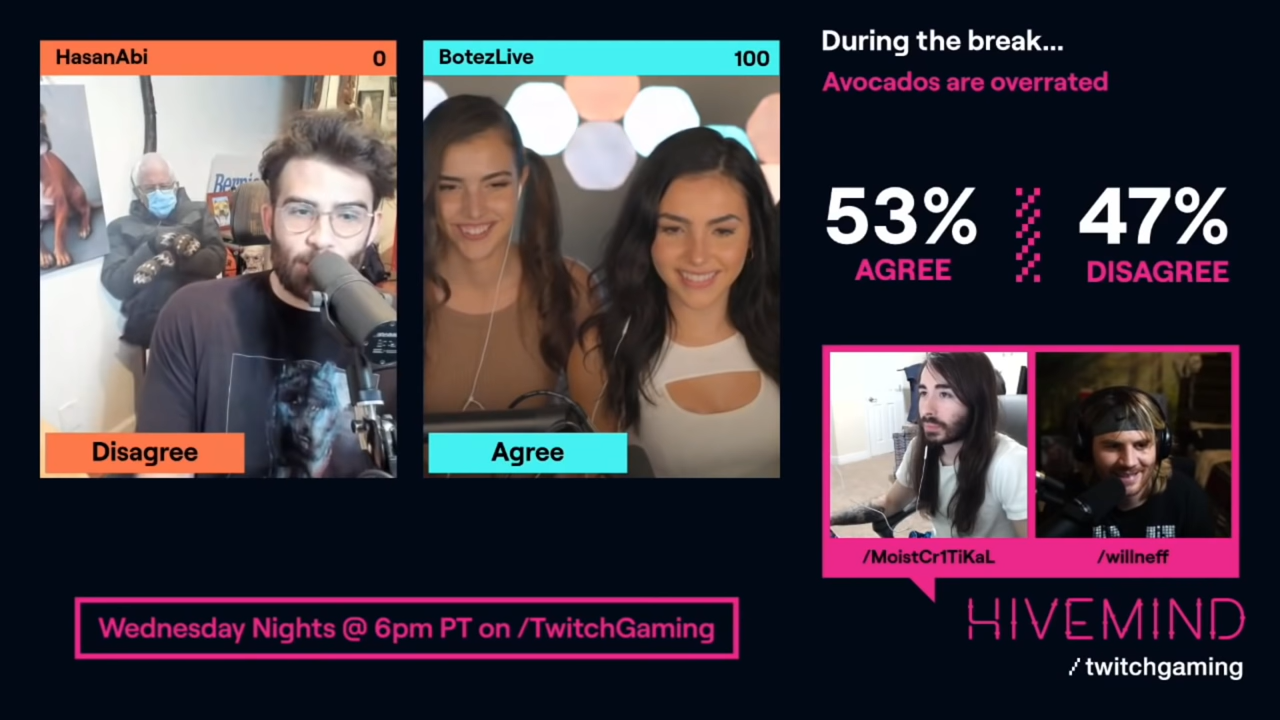 HasanAbi 0
BotezLive 100
During the break...
Avocados are overrated
53% 47%
AGREE DISAGREE
Bernie
Disagree
Agree
/MoistCr1TiKaL /willneff
Wednesday Nights @ 6pm PT on /TwitchGaming
HIVEMIND
/twitchgaming